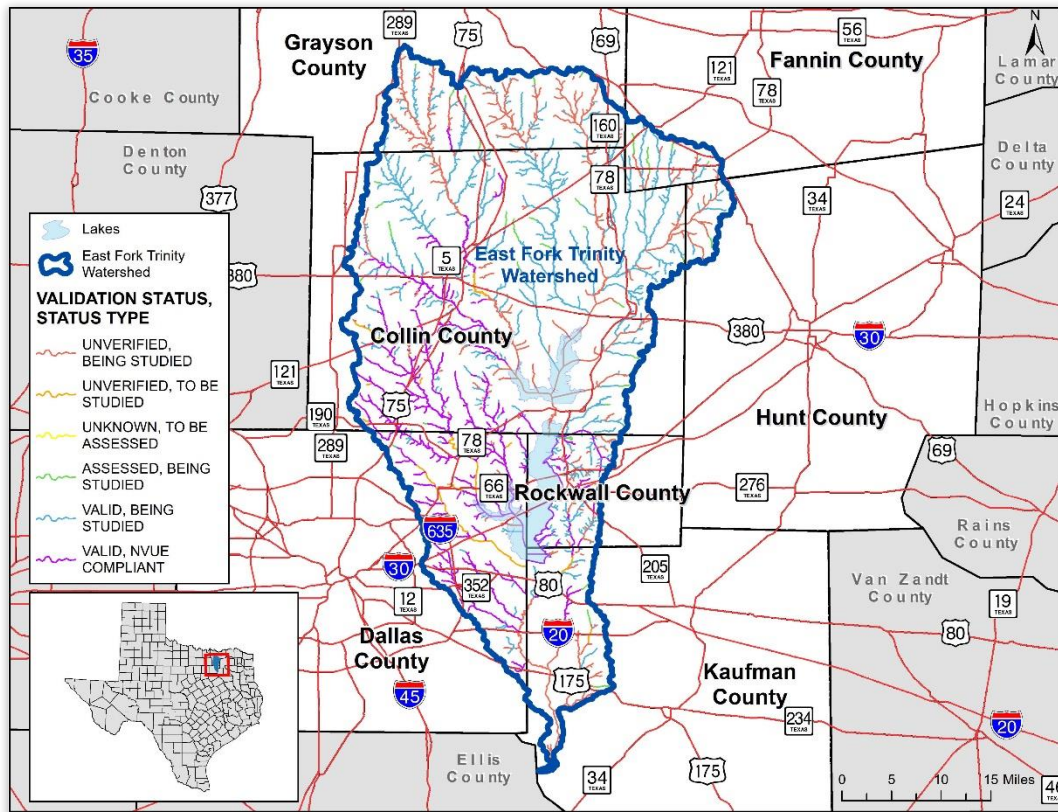 289
TEXAS
75
69
56
TEXAS
N
35
Grayson
County
Fannin County
121
TEXAS
78
TEXAS
Lamar
County
Cooke County
160
TEXAS
Denton
County
Delta
County
78
TEXAS
377
34
TEXAS
24
TEXAS
Lakes
East Fork Trinity
Watershed
380
5
TEXAS
East Fork Trinity
Watershed
VALIDATION STATUS,
STATUS TYPE
UNVERIFIED,
BEING STUDIED
UNVERIFIED, TO BE
STUDIED
UNKNOWN, TO BE
ASSESSED
ASSESSED, BEING
STUDIED
VALID, BEING
STUDIED
VALID, NVUE
COMPLIANT
Collin County
380
30
121
TEXAS
75
190
TEXAS
289
TEXAS
78
TEXAS
Hunt County
Hopkins
County
69
66
TEXAS
Rockwall County
276
TEXAS
635
Rains
County
30
352
TEXAS
80
205
TEXAS
Van Zandt
County
12
TEXAS
19
TEXAS
20
80
Dallas
County
175
Kaufman
County
45
234
TEXAS
20
Ellis
County
34
TEXAS
175
0 5 10 15 Miles